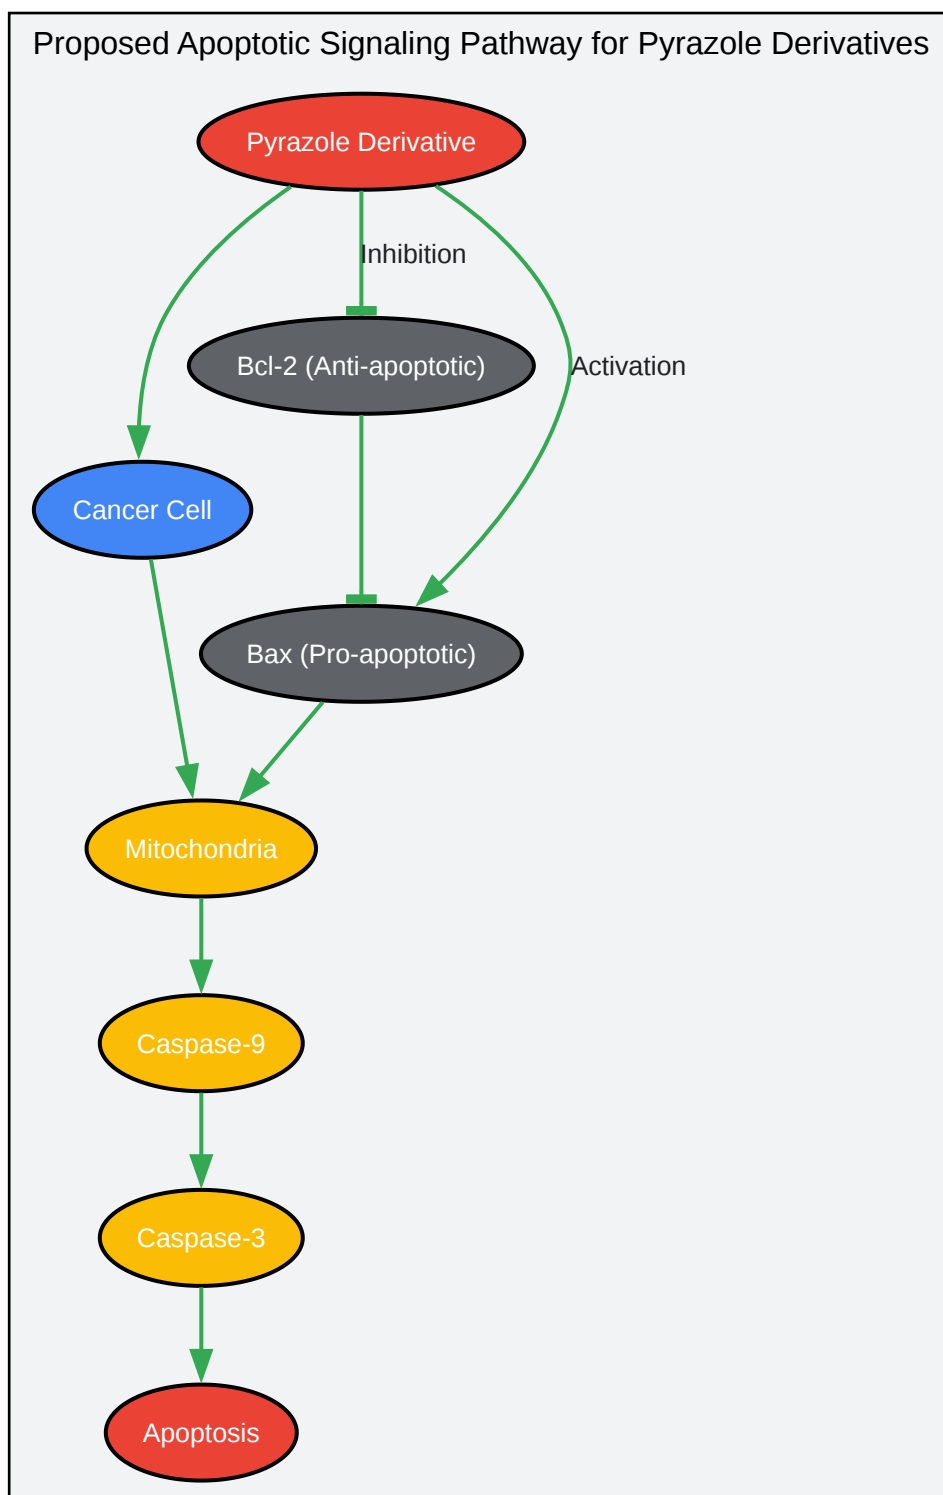 Proposed Apoptotic Signaling Pathway for Pyrazole Derivatives
Pyrazole Derivative
Inhibition
Bcl-2 (Anti-apoptotic)
Activation
Cancer Cell
Bax (Pro-apoptotic)
Mitochondria
Caspase-9
Caspase-3
Apoptosis